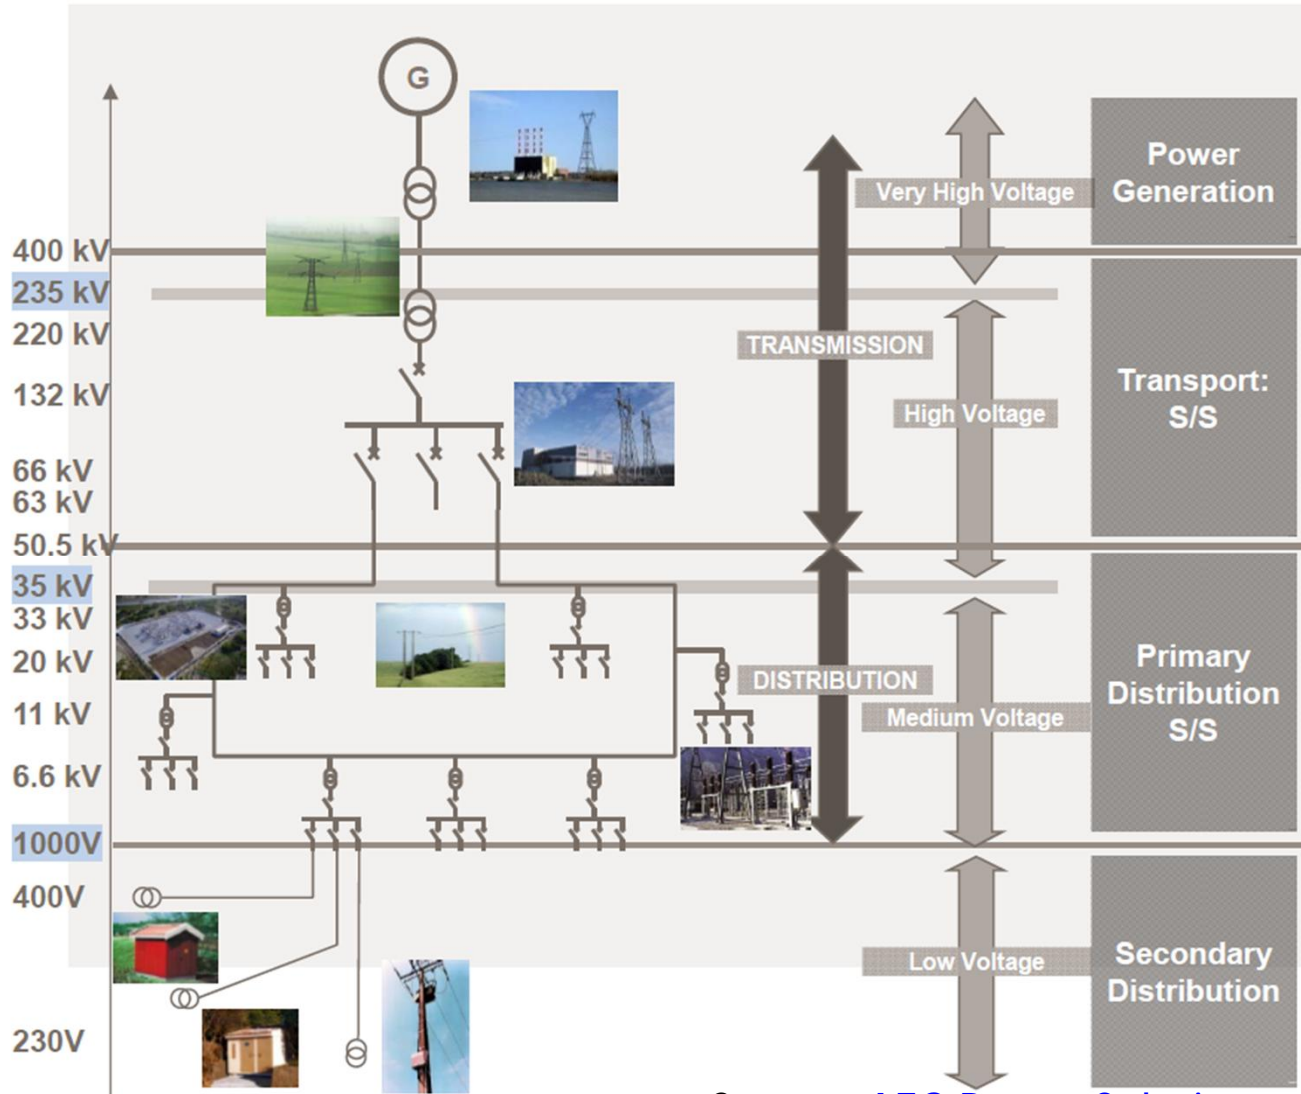 G
400 kV
235 kV
220 kV
132 kV
66 kV
63 kV
50.5 kV
35 kV
33 kV
20 kV
11 kV
6.6 kV
1000V
400V
230V
TRANSMISSION
DISTRIBUTION
Very High Voltage
High Voltage
Medium Voltage
Low Voltage
Power
Generation
Transport:
S/S
Primary
Distribution
S/S
Secondary
Distribution